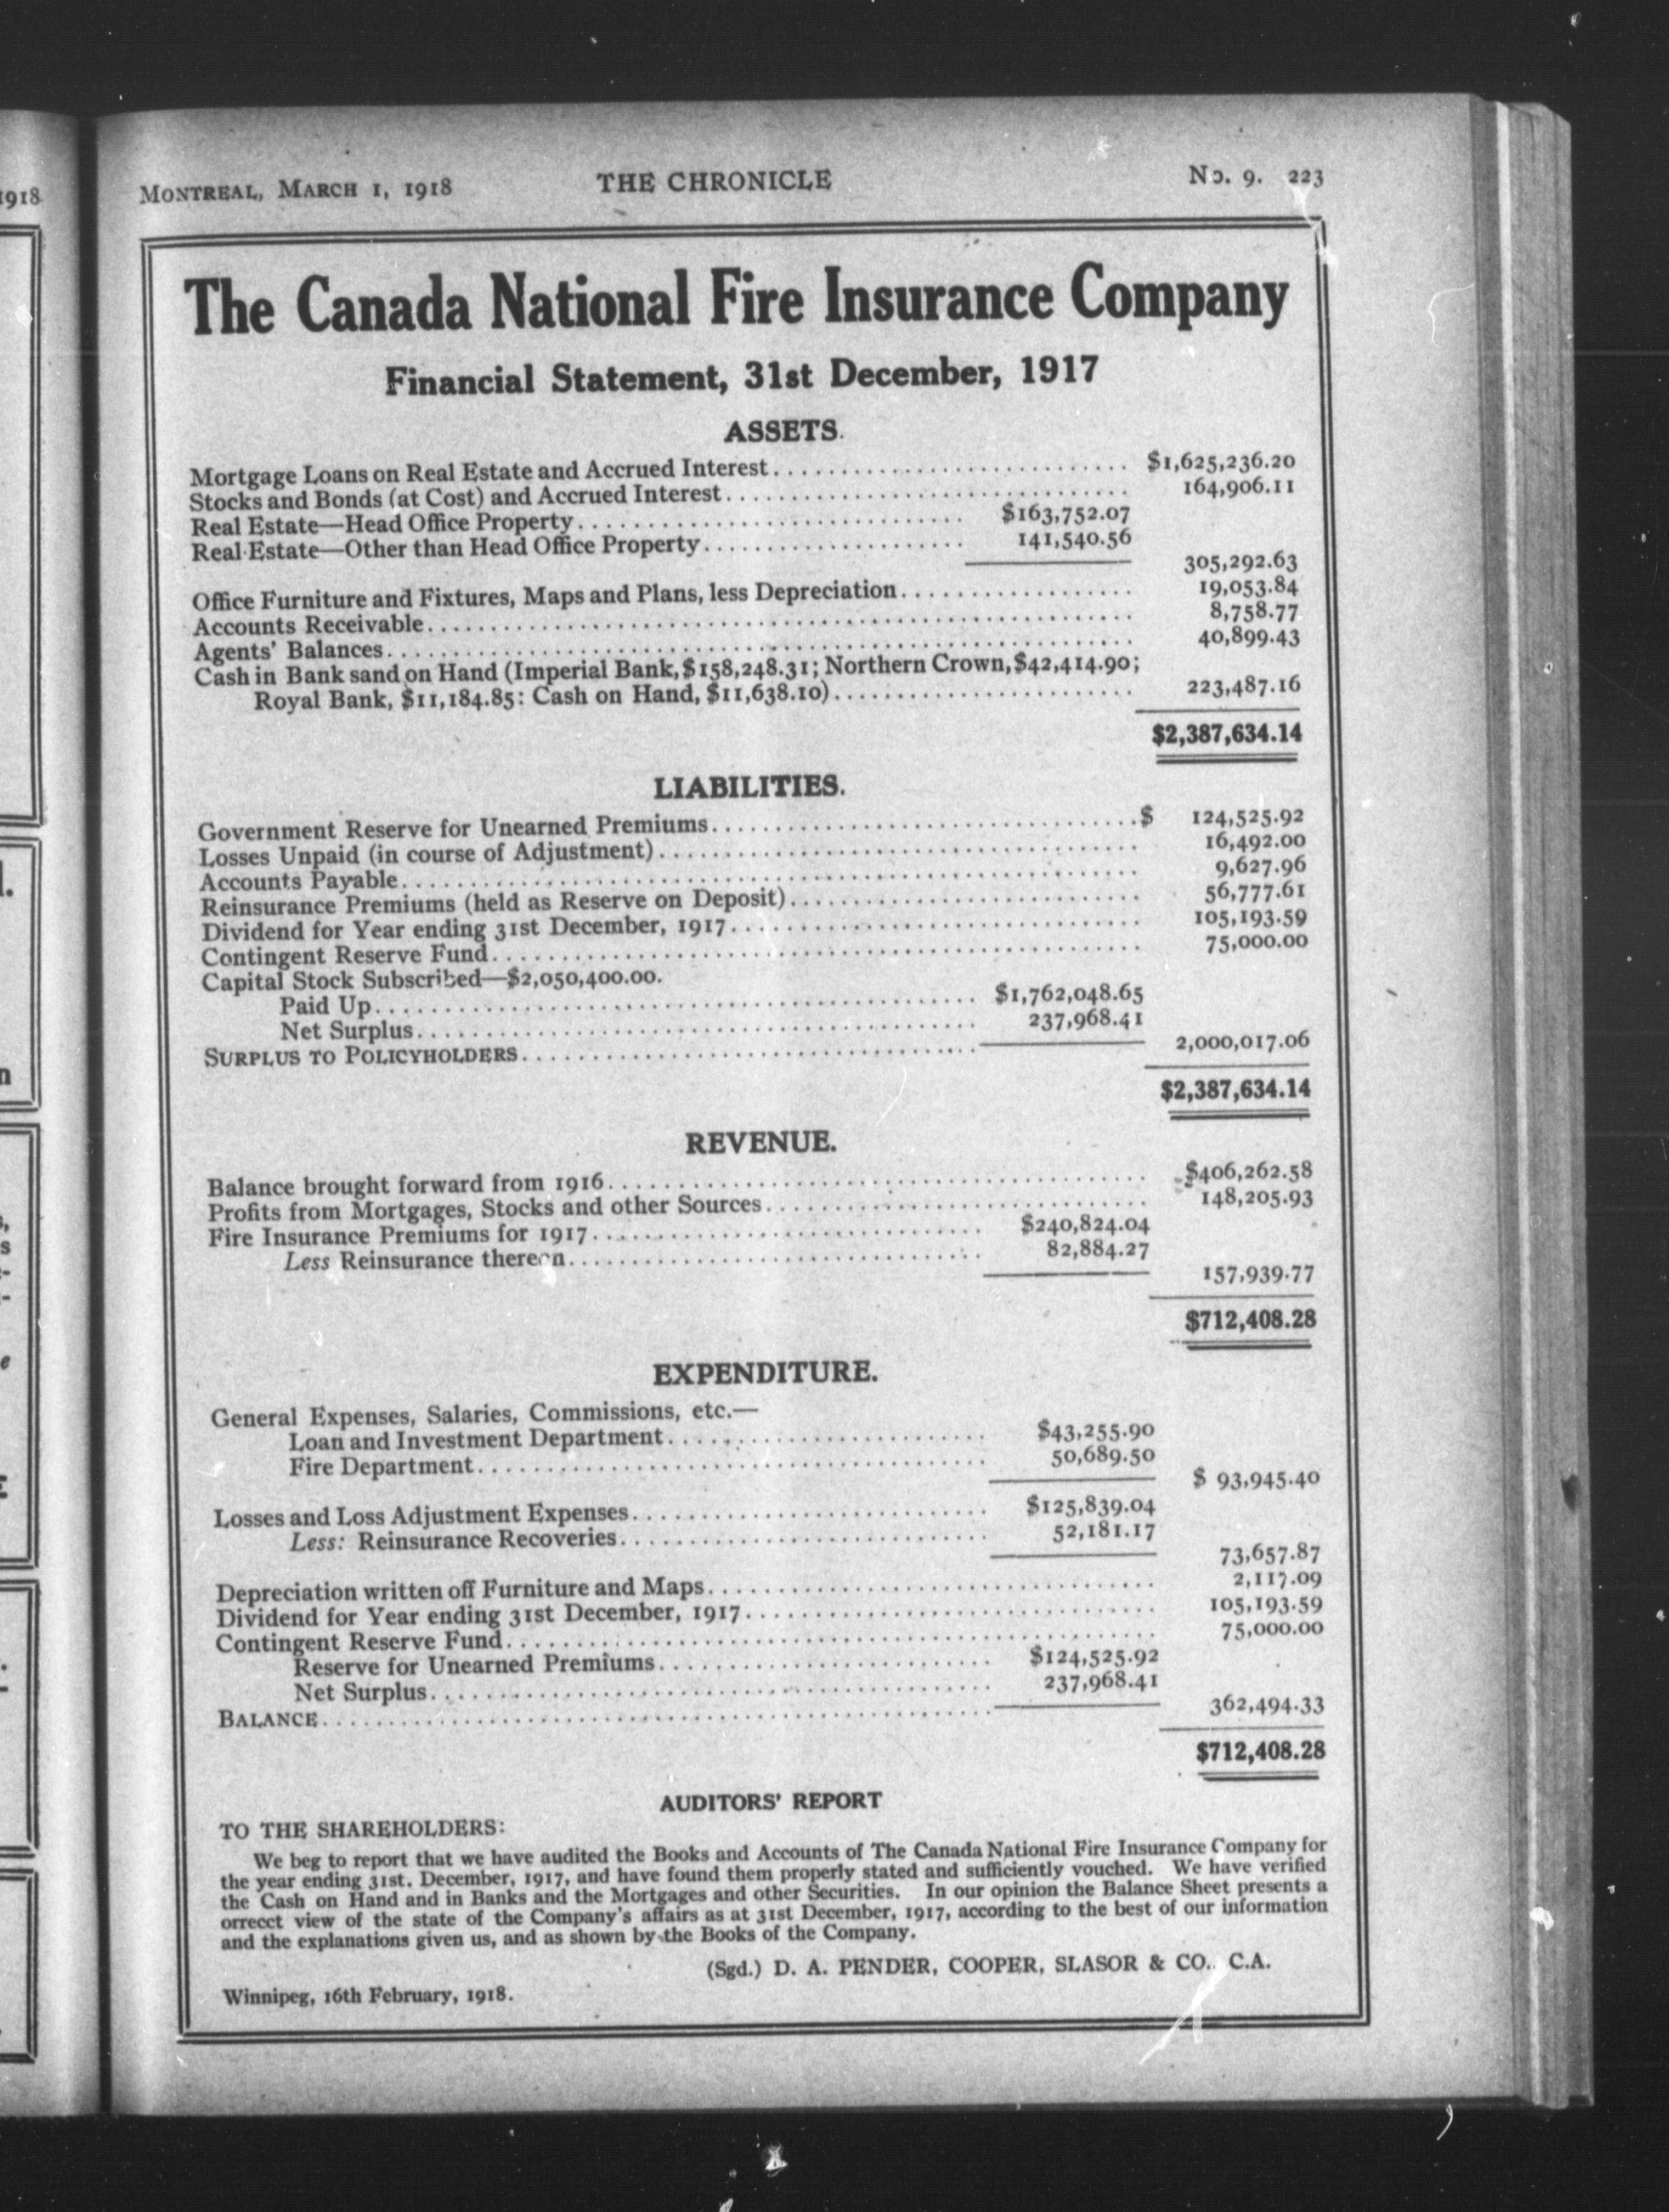 1918
MONTREAL, MARCH 1, 1918 THE CHRONICLE No. 9. 223
The Canada National Fire Insurance Company
Financial Statement, 31st December, 1917
ASSETS.
Mortgage Loans on Real Estate and Accrued Interest............................ $1,625,236.20
Stocks and Bonds (at Cost) and Accrued Interest................................ 164,906.11
Real Estate—Head Office Property............................. $163,752.07
Real Estate—Other than Head Office Property..................... 141,540.56
305,292.63
Office Furniture and Fixtures, Maps and Plans, less Depreciation.................. 19,053.84
Accounts Receivable........................................................ 8,758.77
Agents' Balances........................................................... 40,899.43
Cash in Bank sand on Hand (Imperial Bank, $158,248.31; Northern Crown, $42,414.90;
Royal Bank, $11,184.85: Cash on Hand, $11,638.10)........................ 223,487.16
$2,387,634.14
LIABILITIES.
Government Reserve for Unearned Premiums..................................$ 124,525.92
Losses Unpaid (in course of Adjustment)...................................... 16,492.00
Accounts Payable.......................................................... 9,627.96
Reinsurance Premiums (held as Reserve on Deposit)............................ 56,777.61
Dividend for Year ending 31st December, 1917................................. 105,193.59
Contingent Reserve Fund................................................... 75,000.00
Capital Stock Subscribed—$2,050,400.00.
Paid Up................................................ $1,762,048.65
Net Surplus............................................. 237,968.41
SURPLUS TO POLICYHOLDERS.................................... 2,000,017.06
$2,387,634.14
REVENUE.
Balance brought forward from 1916........................................... $406,262.58
Profits from Mortgages, Stocks and other Sources.............................. 148,205.93
Fire Insurance Premiums for 1917............................... $240,824.04
Less Reinsurance thereon................................. 82,884.27
157,939.77
$712,408.28
EXPENDITURE.
General Expenses, Salaries, Commissions, etc.—
Loan and Investment Department......................... $43,255.90
Fire Department........................................ 50,689.50
$ 93,945.40
Losses and Loss Adjustment Expenses............................ $125,839.04
Less: Reinsurance Recoveries............................. 52,181.17
73,657.87
Depreciation written off Furniture and Maps................................... 2,117.09
Dividend for Year ending 31st December, 1917................................. 105,193.59
Contingent Reserve Fund................................................... 75,000.00
Reserve for Unearned Premiums........................... $124,525.92
Net Surplus............................................ 237,968.41
BALANCE..................................................... 362,494.33
$712,408.28
AUDITORS' REPORT
TO THE SHAREHOLDERS:
We beg to report that we have audited the Books and Accounts of The Canada National Fire Insurance Company for
the year ending 31st. December, 1917, and have found them properly stated and sufficiently vouched. We have verified
the Cash on Hand and in Banks and the Mortgages and other Securities. In our opinion the Balance Sheet presents a
orrecct view of the state of the Company's affairs as at 31st December, 1917, according to the best of our information
and the explanations given us, and as shown by the Books of the Company.
(Sgd.) D. A. PENDER, COOPER, SLASOR & CO., C.A.
Winnipeg, 16th February, 1918.